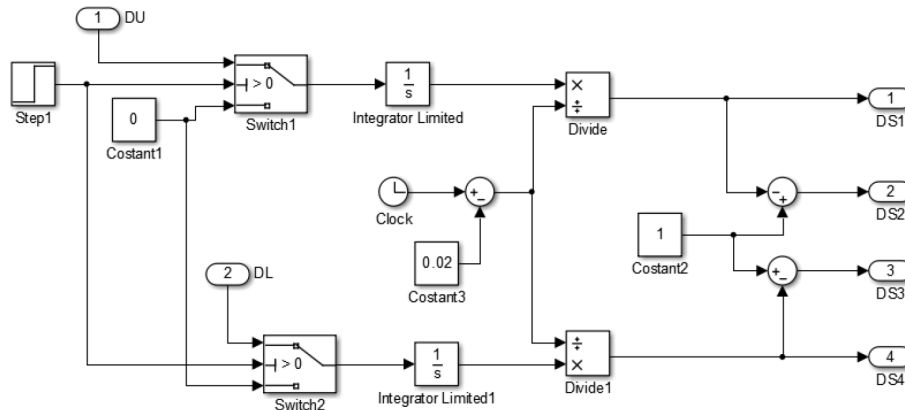 1
DU
Step1
> 0
Switch1
0
Costant1
1
s
Integrator Limited
×
÷
Divide
1
DS1
Clock
+
−
0.02
Costant3
−
+
2
DS2
1
Costant2
+
−
3
DS3
2
DL
> 0
Switch2
1
s
Integrator Limited1
÷
×
Divide1
4
DS4